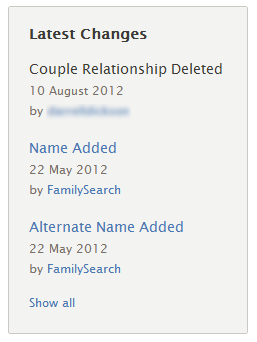 Latest Changes
Couple Relationship Deleted
10 August 2012
by
Name Added
22 May 2012
by FamilySearch
Alternate Name Added
22 May 2012
by FamilySearch
Show all